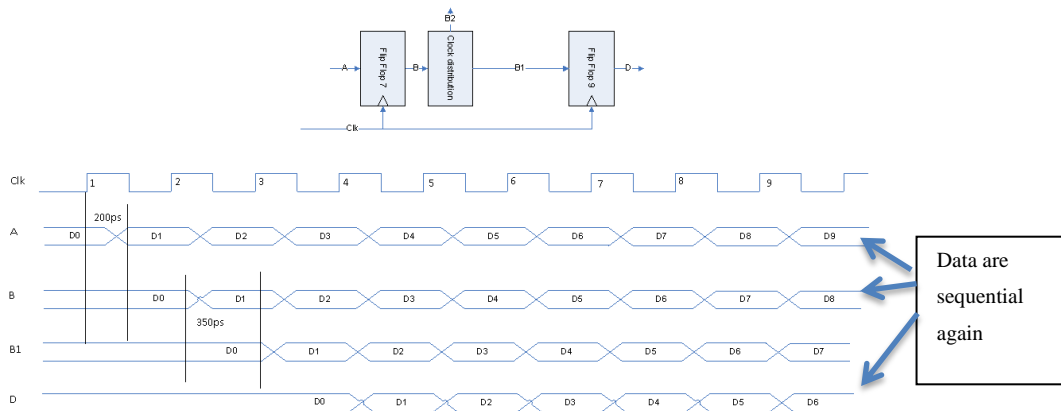 B2
Flip Flop 7
Clock distribution
Flip Flop 9
A
B
B1
D
Clk
Clk 1 2 3 4 5 6 7 8 9
200ps
A D0 D1 D2 D3 D4 D5 D6 D7 D8 D9
Data are
sequential
again
B D0 D1 D2 D3 D4 D5 D6 D7 D8
350ps
B1 D0 D1 D2 D3 D4 D5 D6 D7
D D0 D1 D2 D3 D4 D5 D6